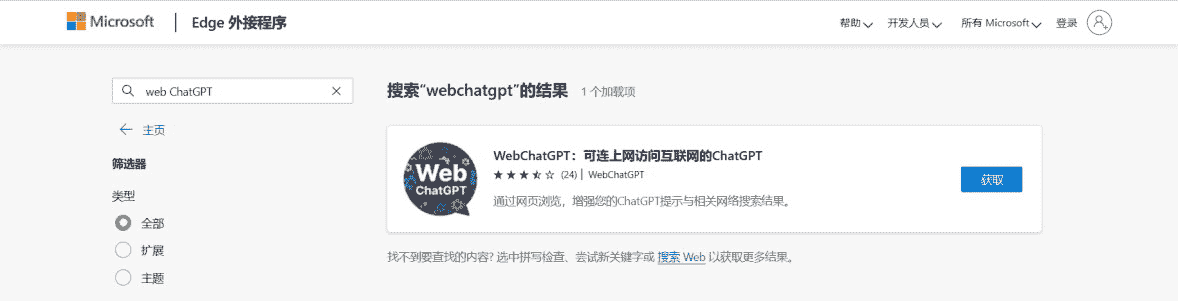 Microsoft | Edge 外接程序 帮助 开发人员 所有 Microsoft 登录
web ChatGPT
搜索“webchatgpt”的结果 1 个加载项
主页
筛选器
类型
全部
扩展
主题
Web
ChatGPT
WebChatGPT：可连上网访问互联网的ChatGPT
(24) | WebChatGPT
通过网页浏览，增强您的ChatGPT提示与相关网络搜索结果。
获取
找不到要查找的内容? 选中拼写检查、尝试新关键字或 搜索 Web 以获取更多结果。